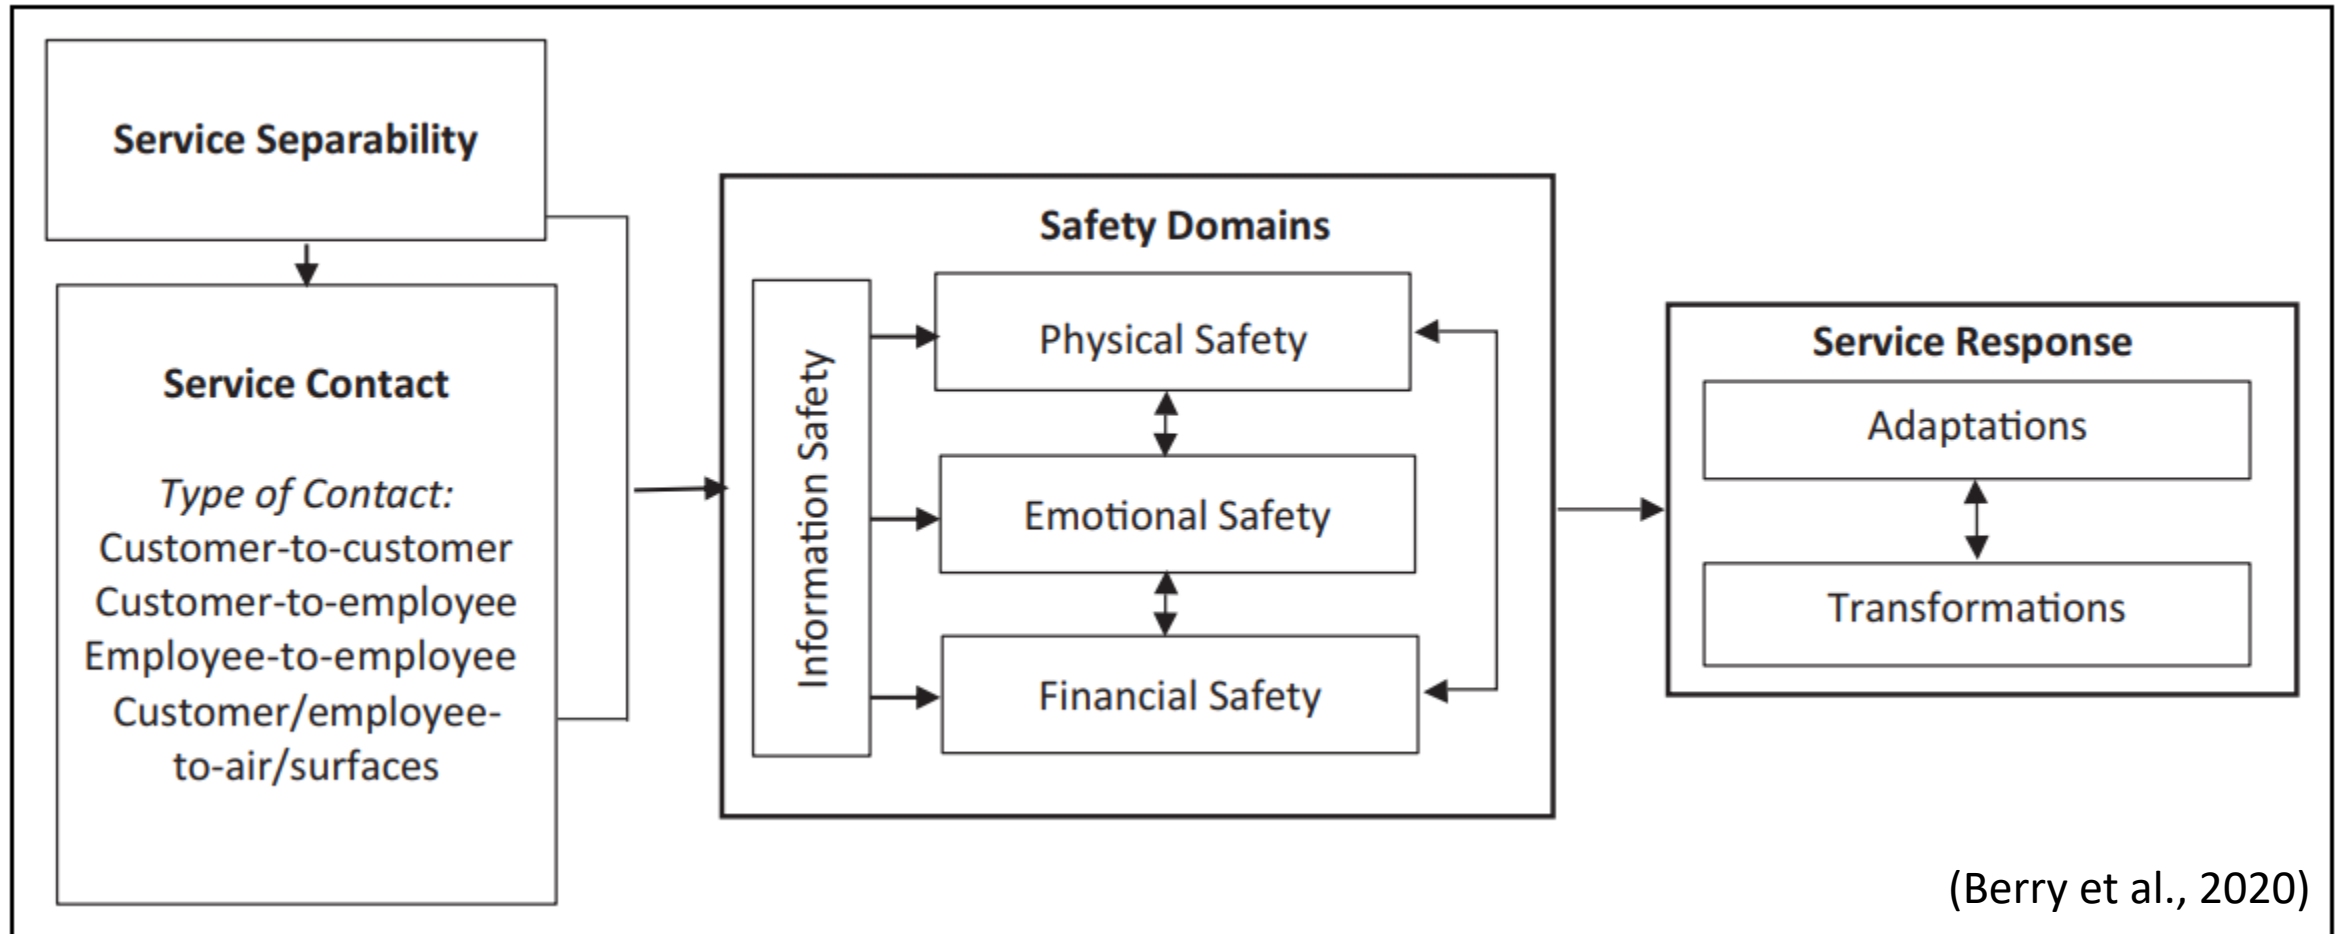 Service Separability
Service Contact
Type of Contact:
Customer-to-customer
Customer-to-employee
Employee-to-employee
Customer/employee-
to-air/surfaces
Safety Domains
Information Safety
Physical Safety
Emotional Safety
Financial Safety
Service Response
Adaptations
Transformations
(Berry et al., 2020)